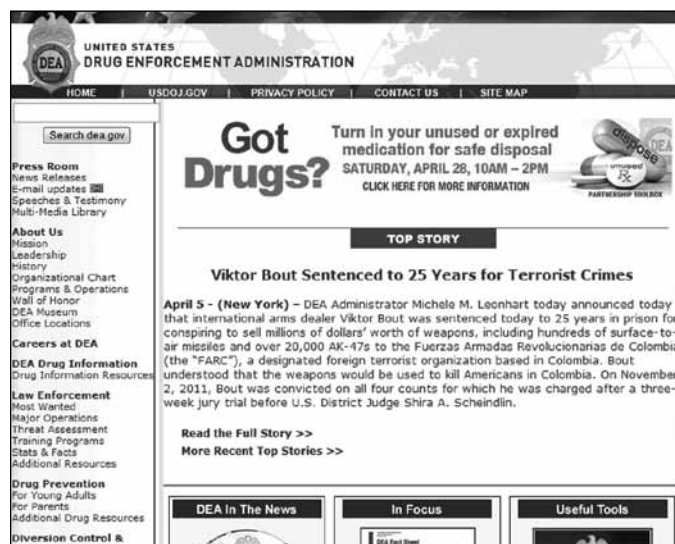 DEA
UNITED STATES
DRUG ENFORCEMENT ADMINISTRATION
HOME | USDOJ.GOV | PRIVACY POLICY | CONTACT US | SITE MAP
Search dea.gov
Press Room
News Releases
E-mail updates
Speeches & Testimony
Multi-Media Library
About Us
Mission
Leadership
History
Organizational Chart
Programs & Operations
Wall of Honor
DEA Museum
Office Locations
Careers at DEA
DEA Drug Information
Drug Information Resources
Law Enforcement
Most Wanted
Major Operations
Threat Assessment
Training Programs
Stats & Facts
Additional Resources
Drug Prevention
For Young Adults
For Parents
Additional Drug Resources
Diversion Control &
Got
Drugs?
Turn in your unused or expired
medication for safe disposal
SATURDAY, APRIL 28, 10AM – 2PM
CLICK HERE FOR MORE INFORMATION
dispose
DEA
unused
Rx
PARTNERSHIP TOOLBOX
TOP STORY
Viktor Bout Sentenced to 25 Years for Terrorist Crimes
April 5 - (New York) – DEA Administrator Michele M. Leonhart today announced today
that international arms dealer Viktor Bout was sentenced today to 25 years in prison for
conspiring to sell millions of dollars' worth of weapons, including hundreds of surface-to-
air missiles and over 20,000 AK-47s to the Fuerzas Armadas Revolucionarias de Colombia
(the "FARC"), a designated foreign terrorist organization based in Colombia. Bout
understood that the weapons would be used to kill Americans in Colombia. On November
2, 2011, Bout was convicted on all four counts for which he was charged after a three-
week jury trial before U.S. District Judge Shira A. Scheindlin.
Read the Full Story >>
More Recent Top Stories >>
DEA In The News
In Focus
Useful Tools
DEA Fact Sheet